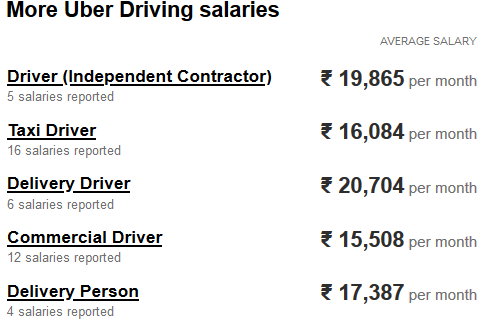 More Uber Driving salaries
AVERAGE SALARY
Driver (Independent Contractor) ₹ 19,865 per month
5 salaries reported
Taxi Driver ₹ 16,084 per month
16 salaries reported
Delivery Driver ₹ 20,704 per month
6 salaries reported
Commercial Driver ₹ 15,508 per month
12 salaries reported
Delivery Person ₹ 17,387 per month
4 salaries reported